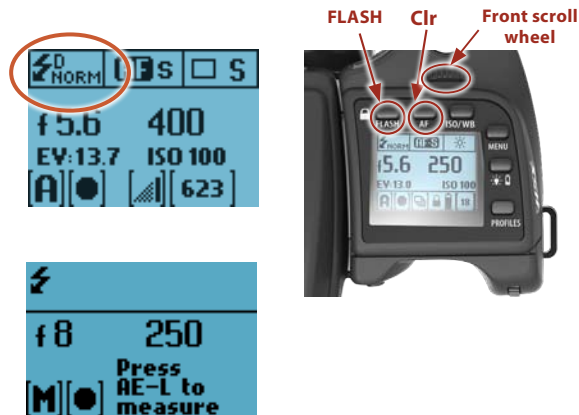 FLASH
Clr
Front scroll
wheel
D
NORM
S
S
f 5.6 400
EV:13.7 ISO 100
A
623
f 8 250
Press
M AE-L to
measure
FLASH AF ISO/WB
MENU
NORM
f5.6 250
EV:13.0 ISO 100
A 18
PROFILES